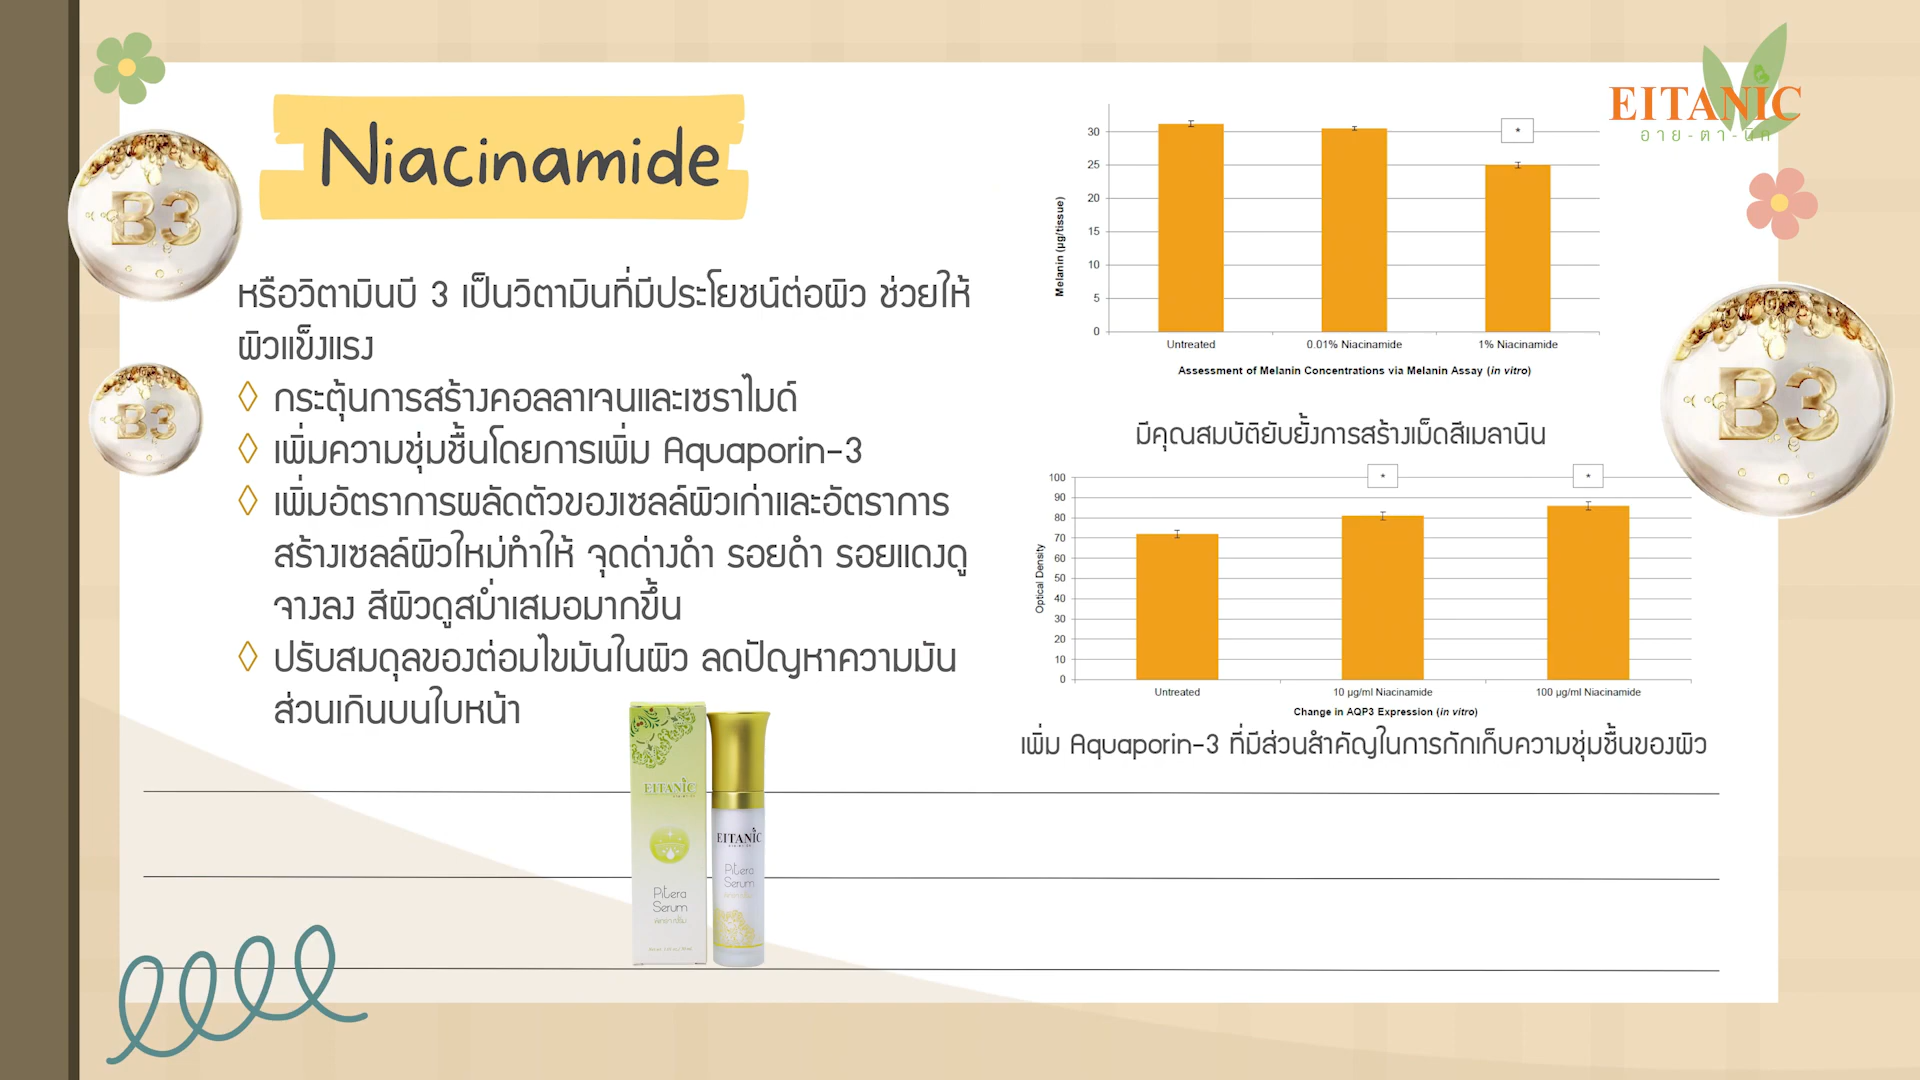 Niacinamide
หรือวิตามินบี 3 เป็นวิตามินที่มีประโยชน์ต่อผิว ช่วยให้
ผิวแข็งแรง
กระตุ้นการสร้างคอลลาเจนและเซราไมด์
เพิ่มความชุ่มชื้นโดยการเพิ่ม Aquaporin-3
เพิ่มอัตราการผลัดตัวของเซลล์ผิวเก่าและอัตราการ
สร้างเซลล์ผิวใหม่ทำให้ จุดด่างดำ รอยดำ รอยแดงดู
จางลง สีผิวดูสม่ำเสมอมากขึ้น
ปรับสมดุลของต่อมไขมันในผิว ลดปัญหาความมัน
ส่วนเกินบนใบหน้า
B3
B3
EITANIC
Pitera
Serum
EITANIC
Pitera
Serum
EITANIC
อาย-ตา-นิก
B3
Melanin (µg/tissue)
30
25
20
15
10
5
0
*
Untreated 0.01% Niacinamide 1% Niacinamide
Assessment of Melanin Concentrations via Melanin Assay (in vitro)
มีคุณสมบัติยับยั้งการสร้างเม็ดสีเมลานิน
Optical Density
100
90
80
70
60
50
40
30
20
10
0
* *
Untreated 10 µg/ml Niacinamide 100 µg/ml Niacinamide
Change in AQP3 Expression (in vitro)
เพิ่ม Aquaporin-3 ที่มีส่วนสำคัญในการกักเก็บความชุ่มชื้นของผิว